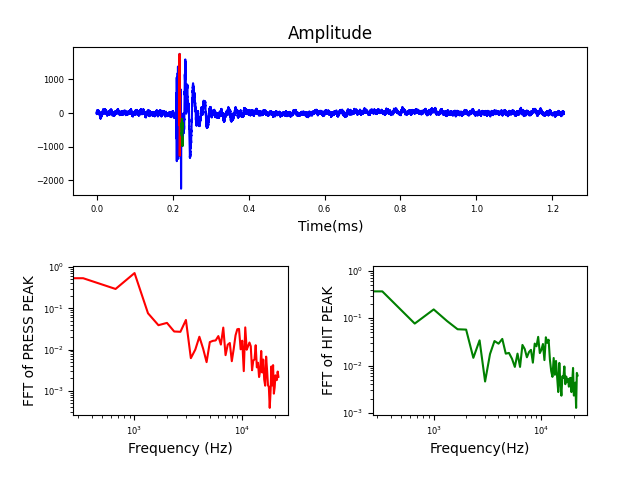 Amplitude
1000
0
−1000
−2000
0.0 0.2 0.4 0.6 0.8 1.0 1.2
Time(ms)
FFT of PRESS PEAK
10⁰
10⁻¹
10⁻²
10⁻³
10³ 10⁴
Frequency (Hz)
FFT of HIT PEAK
10⁰
10⁻¹
10⁻²
10⁻³
10³ 10⁴
Frequency(Hz)